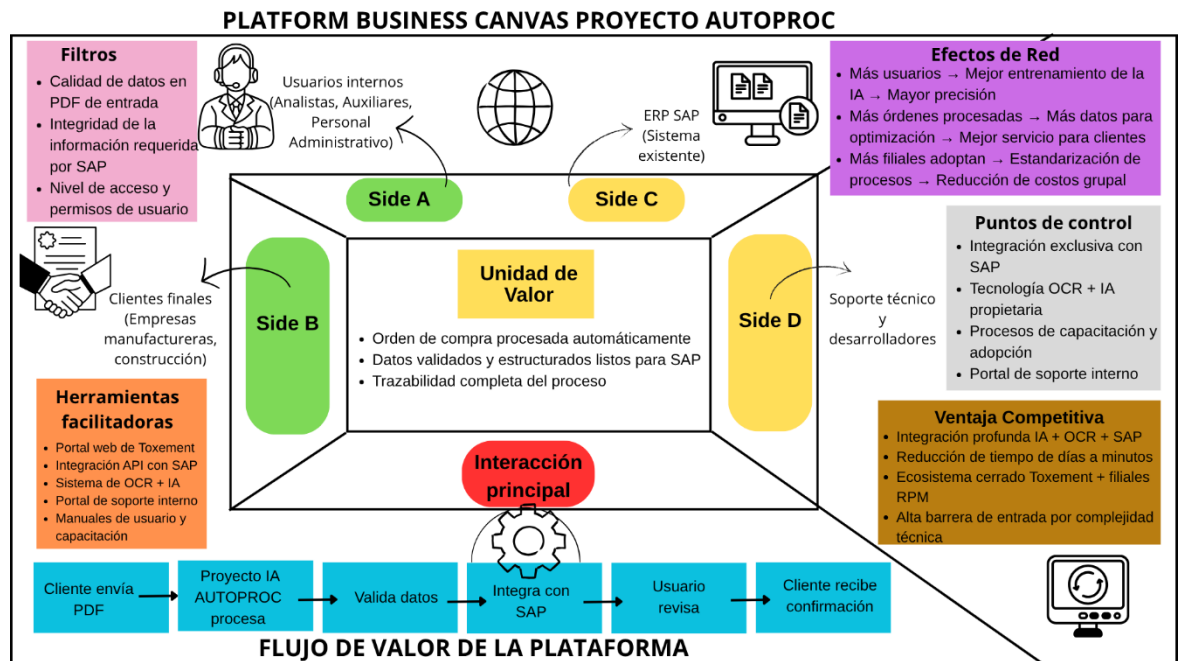 PLATFORM BUSINESS CANVAS PROYECTO AUTOPROC
Filtros
• Calidad de datos en
PDF de entrada
• Integridad de la
información requerida
por SAP
• Nivel de acceso y
permisos de usuario
Usuarios internos
(Analistas, Auxiliares,
Personal
Administrativo)
ERP SAP
(Sistema
existente)
Efectos de Red
• Más usuarios → Mejor entrenamiento de la
IA → Mayor precisión
• Más órdenes procesadas → Más datos para
optimización → Mejor servicio para clientes
• Más filiales adoptan → Estandarización de
procesos → Reducción de costos grupal
Side A
Side C
Clientes finales
(Empresas
manufactureras,
construcción)
Side B
Unidad de
Valor
• Orden de compra procesada automáticamente
• Datos validados y estructurados listos para SAP
• Trazabilidad completa del proceso
Side D
Soporte técnico
y
desarrolladores
Puntos de control
• Integración exclusiva con
SAP
• Tecnología OCR + IA
propietaria
• Procesos de capacitación y
adopción
• Portal de soporte interno
Herramientas
facilitadoras
• Portal web de Toxement
• Integración API con SAP
• Sistema de OCR + IA
• Portal de soporte interno
• Manuales de usuario y
capacitación
Interacción
principal
Ventaja Competitiva
• Integración profunda IA + OCR + SAP
• Reducción de tiempo de días a minutos
• Ecosistema cerrado Toxement + filiales
RPM
• Alta barrera de entrada por complejidad
técnica
Cliente envía
PDF
Proyecto IA
AUTOPROC
procesa
Valida datos
Integra con
SAP
Usuario
revisa
Cliente recibe
confirmación
FLUJO DE VALOR DE LA PLATAFORMA